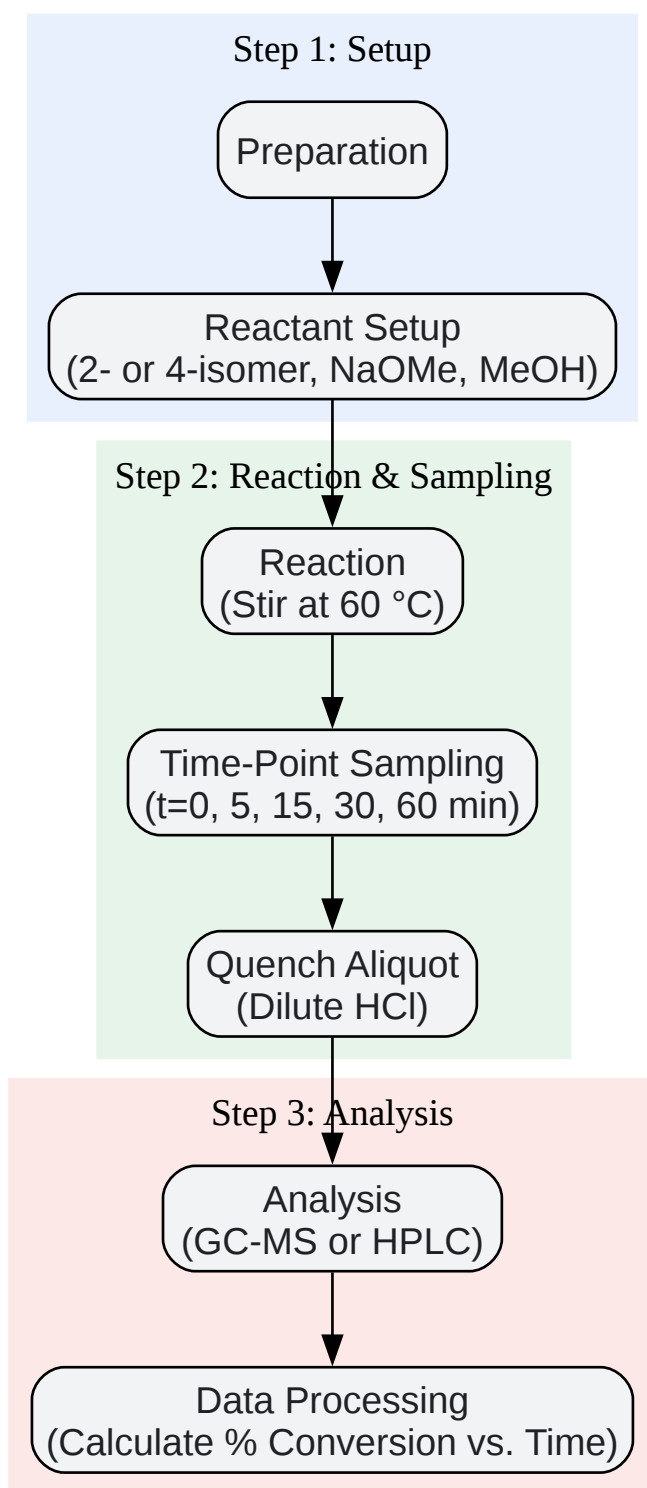 Step 1: Setup
Preparation
Reactant Setup
(2- or 4-isomer, NaOMe, MeOH)
Step 2: Reaction & Sampling
Reaction
(Stir at 60 °C)
Time-Point Sampling
(t=0, 5, 15, 30, 60 min)
Quench Aliquot
(Dilute HCl)
Step 3: Analysis
Analysis
(GC-MS or HPLC)
Data Processing
(Calculate % Conversion vs. Time)